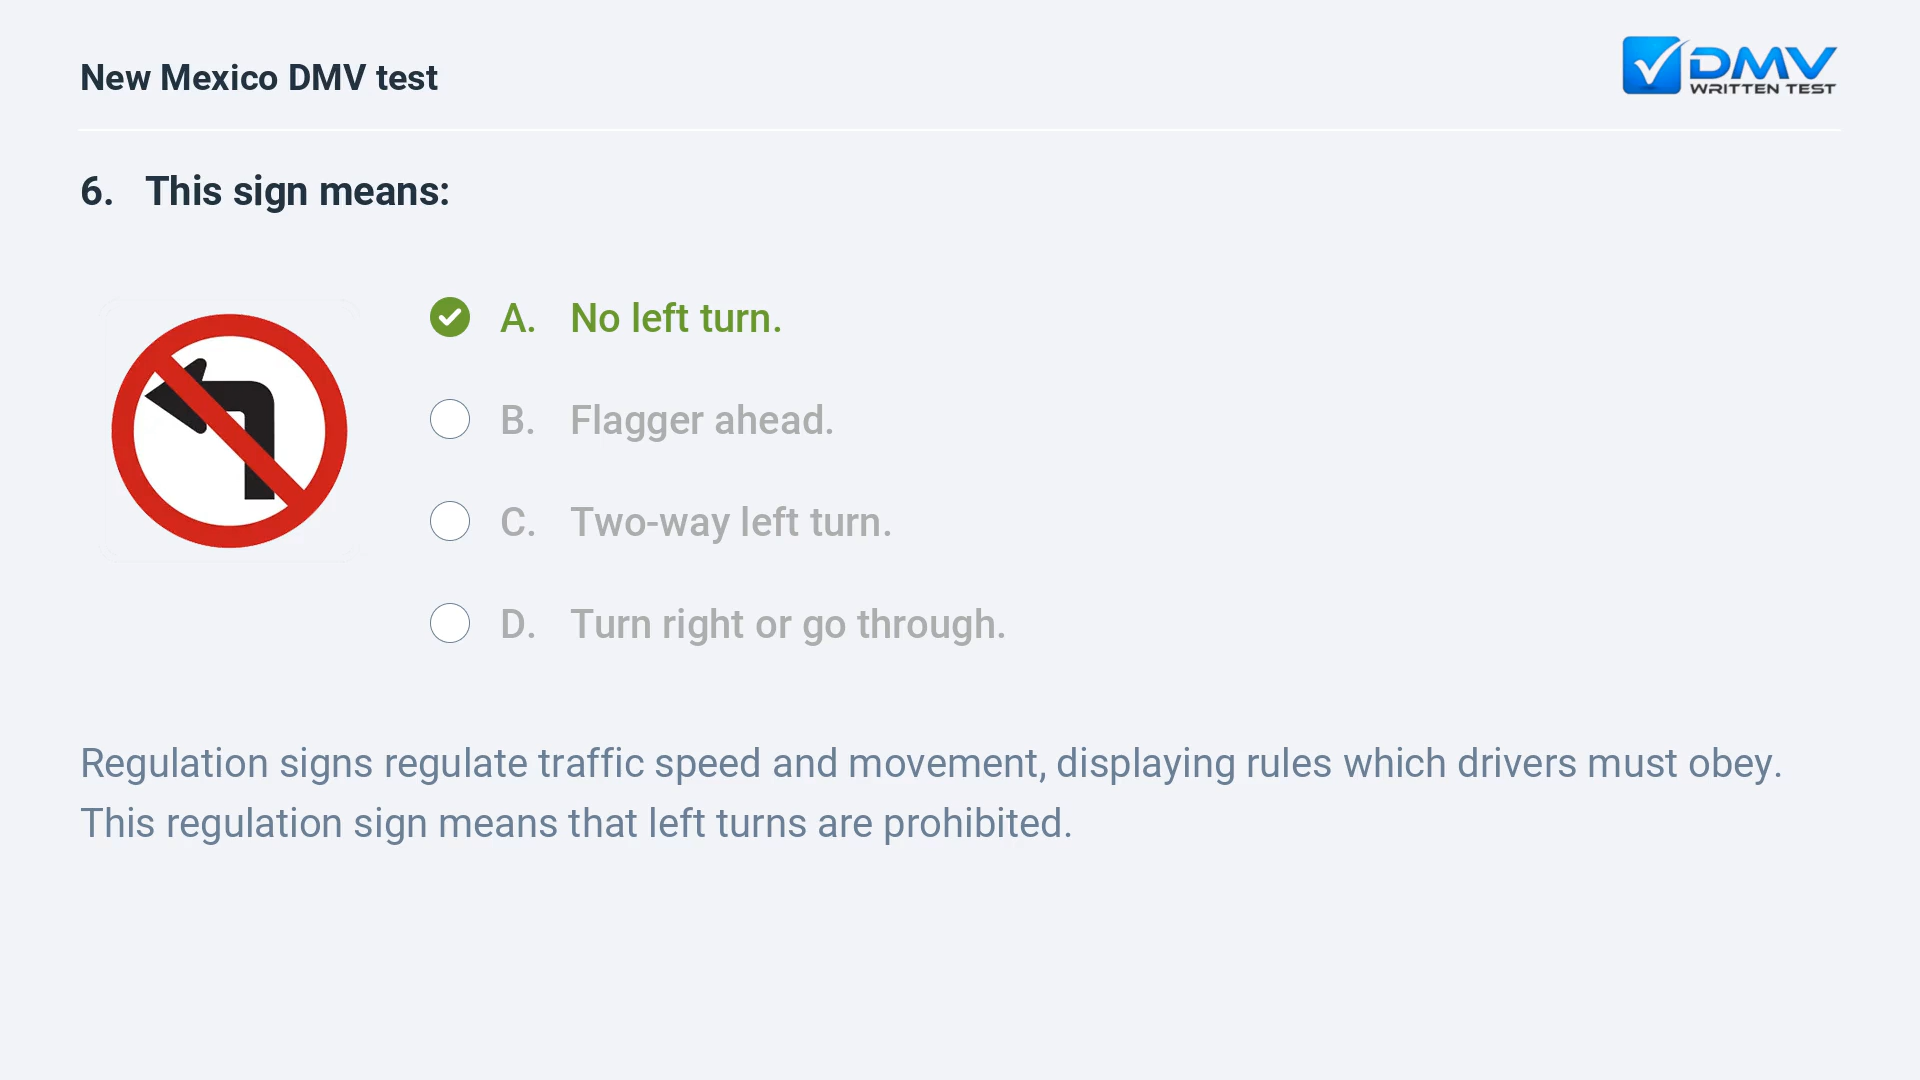 New Mexico DMV test
DMV
WRITTEN TEST
6. This sign means:
A. No left turn.
B. Flagger ahead.
C. Two-way left turn.
D. Turn right or go through.
Regulation signs regulate traffic speed and movement, displaying rules which drivers must obey.
This regulation sign means that left turns are prohibited.